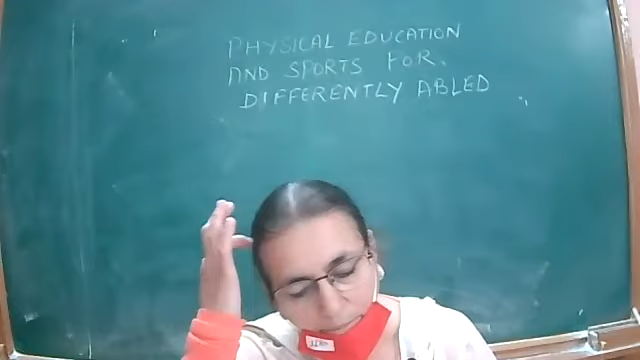 PHYSICAL EDUCATION
AND SPORTS FOR.
DIFFERENTLY ABLED